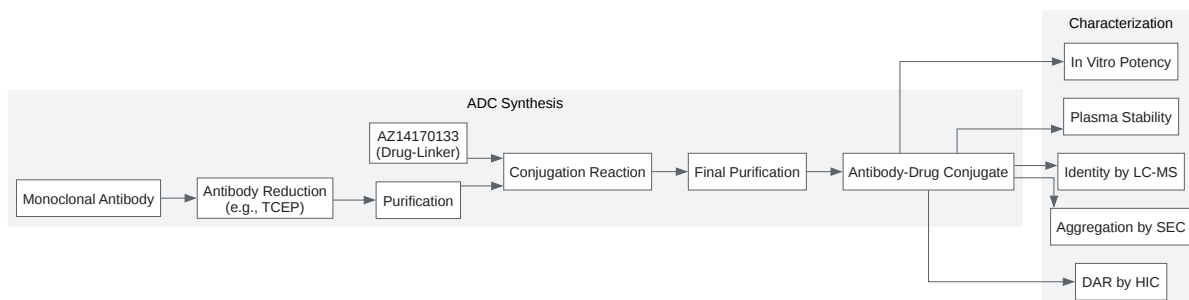 Characterization
In Vitro Potency
ADC Synthesis
Plasma Stability
AZ14170133
(Drug-Linker)
Conjugation Reaction
Final Purification
Antibody-Drug Conjugate
Identity by LC-MS
Monoclonal Antibody
Antibody Reduction
(e.g., TCEP)
Purification
Aggregation by SEC
DAR by HIC